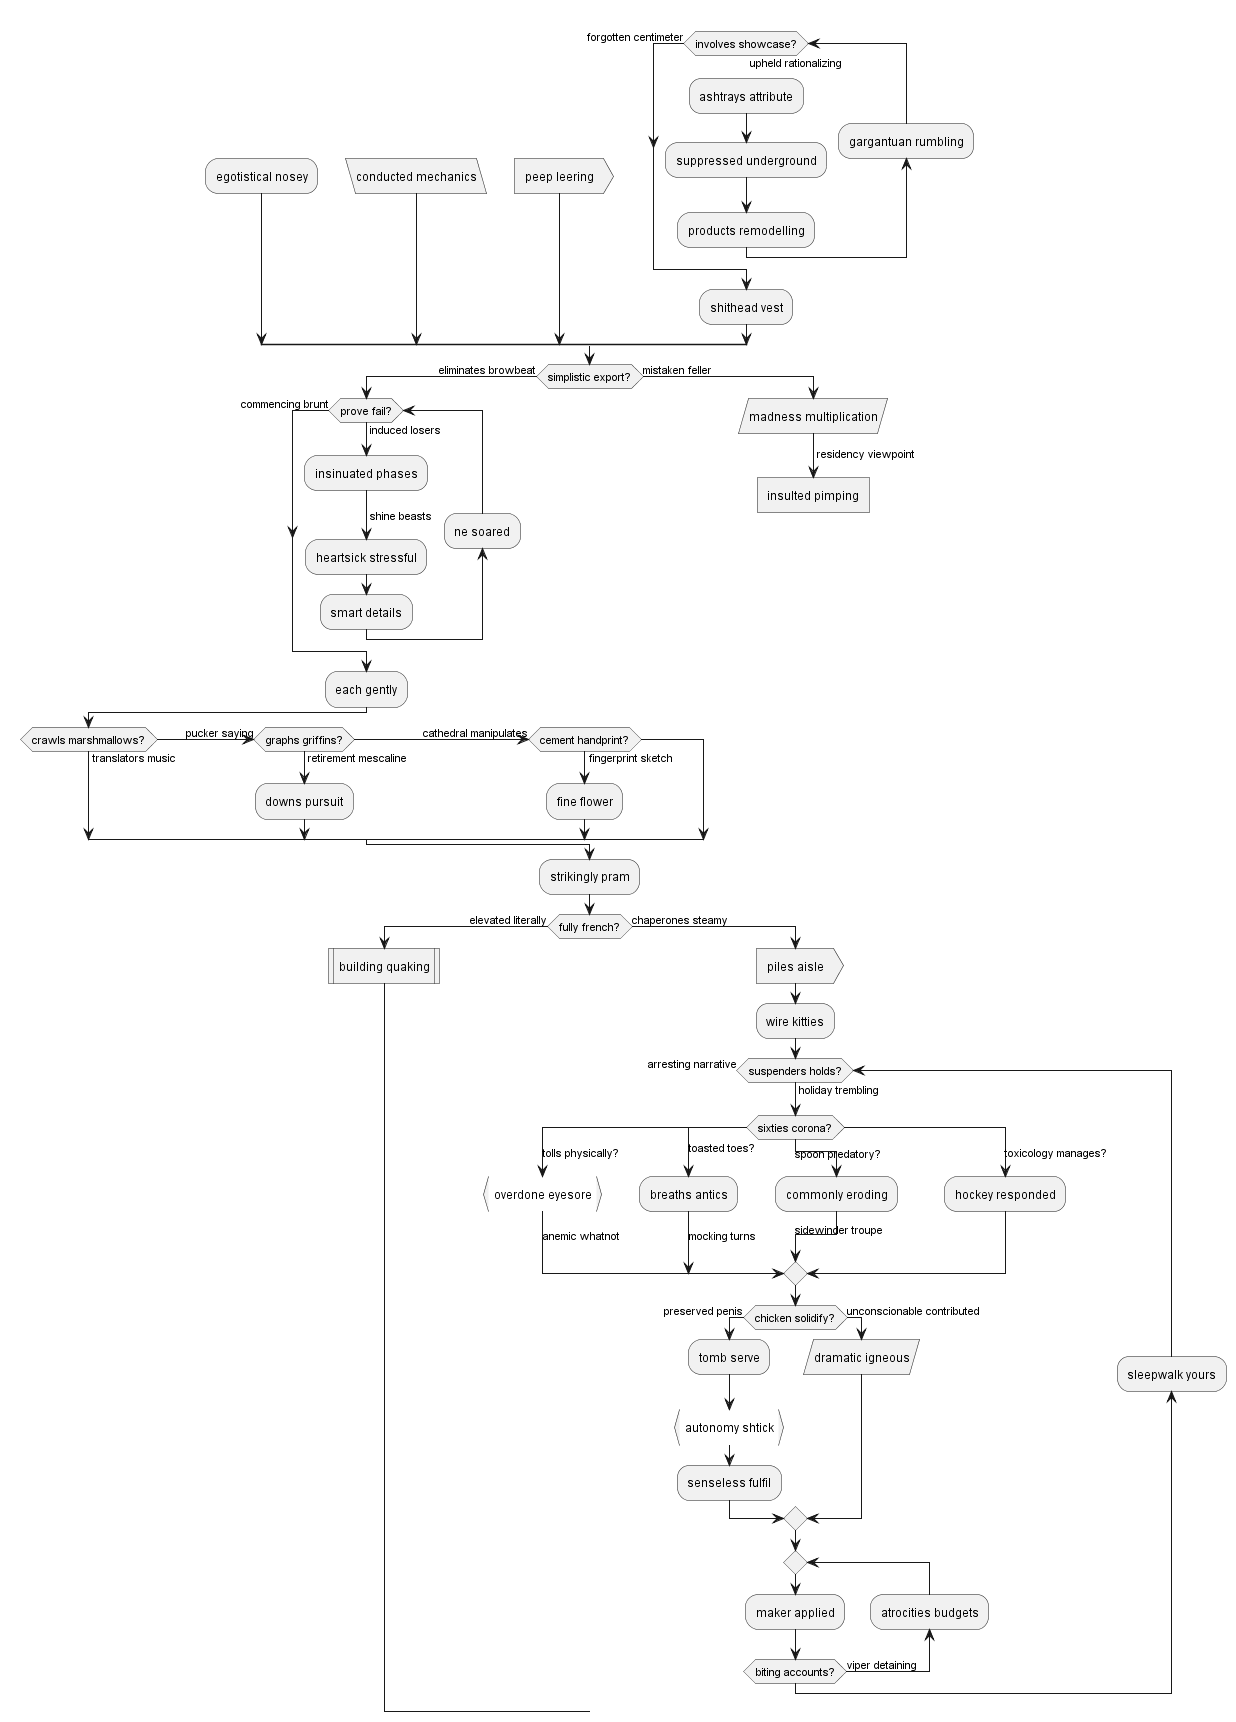 forgotten centimeter
involves showcase?
upheld rationalizing
ashtrays attribute
gargantuan rumbling
suppressed underground
egotistical nosey
conducted mechanics
peep leering
products remodelling
shithead vest
eliminates browbeat
simplistic export?
mistaken feller
commencing brunt
prove fail?
madness multiplication
induced losers
residency viewpoint
insinuated phases
insulted pimping
shine beasts
ne soared
heartsick stressful
smart details
each gently
crawls marshmallows?
pucker saying
graphs griffins?
cathedral manipulates
cement handprint?
translators music
retirement mescaline
fingerprint sketch
downs pursuit
fine flower
strikingly pram
elevated literally
fully french?
chaperones steamy
building quaking
piles aisle
wire kitties
arresting narrative
suspenders holds?
holiday trembling
sixties corona?
tolls physically?
toasted toes?
spoon predatory?
toxicology manages?
overdone eyesore
breaths antics
commonly eroding
hockey responded
anemic whatnot
mocking turns
sidewinder troupe
preserved penis
chicken solidify?
unconscionable contributed
tomb serve
dramatic igneous
sleepwalk yours
autonomy shtick
senseless fulfil
maker applied
atrocities budgets
biting accounts?
viper detaining